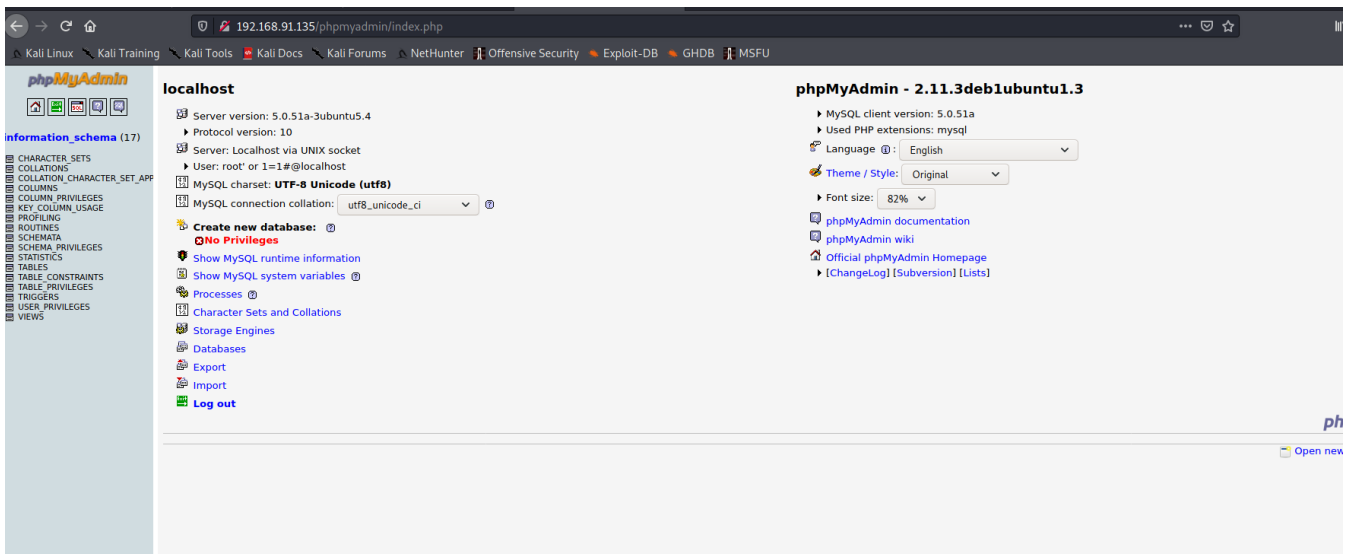 192.168.91.135/phpmyadmin/index.php
Kali Linux Kali Training Kali Tools Kali Docs Kali Forums NetHunter Offensive Security Exploit-DB GHDB MSFU
phpMyAdmin
SQL
information_schema (17)
CHARACTER_SETS
COLLATIONS
COLLATION_CHARACTER_SET_APP
COLUMNS
COLUMN_PRIVILEGES
KEY_COLUMN_USAGE
PROFILING
ROUTINES
SCHEMATA
SCHEMA_PRIVILEGES
STATISTICS
TABLES
TABLE_CONSTRAINTS
TABLE_PRIVILEGES
TRIGGERS
USER_PRIVILEGES
VIEWS
localhost
Server version: 5.0.51a-3ubuntu5.4
Protocol version: 10
Server: Localhost via UNIX socket
User: root' or 1=1#@localhost
MySQL charset: UTF-8 Unicode (utf8)
MySQL connection collation: utf8_unicode_ci
Create new database:
No Privileges
Show MySQL runtime information
Show MySQL system variables
Processes
Character Sets and Collations
Storage Engines
Databases
Export
Import
Log out
phpMyAdmin - 2.11.3deb1ubuntu1.3
MySQL client version: 5.0.51a
Used PHP extensions: mysql
Language : English
Theme / Style: Original
Font size: 82%
phpMyAdmin documentation
phpMyAdmin wiki
Official phpMyAdmin Homepage
[ChangeLog] [Subversion] [Lists]
ph
Open new